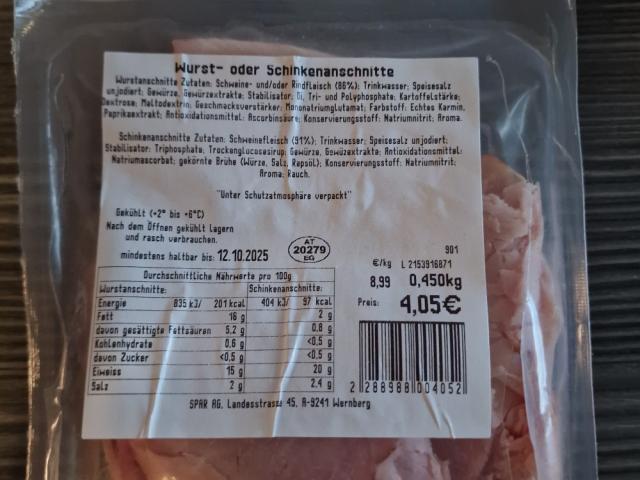 Wurst- oder Schinkenanschnitte
Wurstanschnitte Zutaten: Schweine- und/oder Rindfleisch (86%); Trinkwasser; Speisesalz
unjodiert; Gewürze, Gewürzextrakte; Stabilisator: Di, Tri- und Polyphosphate, Kartoffelstärke;
Dextrose; Maltodextrin; Geschmacksverstärker: Mononatriumglutamat; Farbstoff: Echtes Karmin,
Paprikaextrakt; Antioxidationsmittel: Ascorbinsäure; Konservierungsstoff: Natriumnitrit; Aroma.
Schinkenanschnitte Zutaten: Schweinefleisch (91%); Trinkwasser; Speisesalz unjodiert;
Stabilisator: Triphosphate, Trockenglucosesirup; Gewürze, Gewüzextrakte; Antioxidationsmittel:
Natriumascorbat; gekörnte Brühe (Würze, Salz, Rapsöl); Konservierungsstoff: Natriumnitrit;
Aroma; Rauch.
"Unter Schutzatmosphäre verpackt"
Gekühlt (+2° bis +6°C)
Nach dem Öffnen gekühlt lagern
und rasch verbrauchen.
mindestens haltbar bis: 12.10.2025
AT
20279
EG
901
€/kg L 2153916871
8,99 0,450kg
Preis: 4,05€
Durchschnittliche Nährwerte pro 100g
Wurstanschnitte: Schinkenanschnitte:
Energie 835 kJ/ 201 kcal 404 kJ/ 97 kcal
Fett 16 g 2 g
davon gesättigte Fettsäuren 5,2 g 0,8 g
Kohlenhydrate 0,6 g <0,5 g
davon Zucker <0,5 g <0,5 g
Eiweiss 15 g 20 g
Salz 2 g 2,4 g
2 288988 004052
SPAR AG, Landesstrasse 45, A-9241 Wernberg